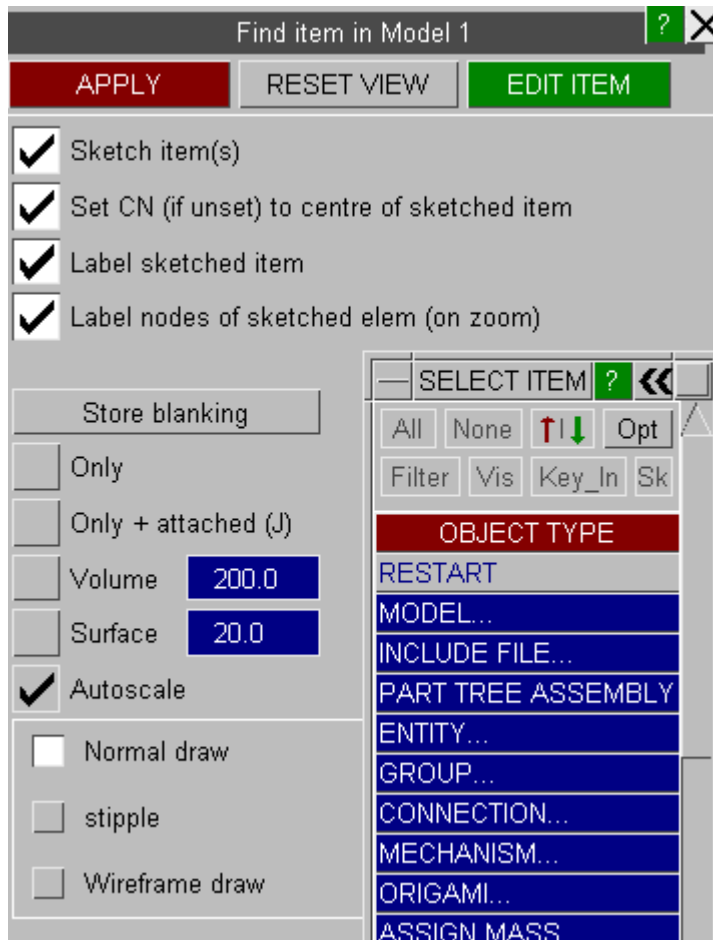 Find item in Model 1 ?
APPLY RESET VIEW EDIT ITEM
Sketch item(s)
Set CN (if unset) to centre of sketched item
Label sketched item
Label nodes of sketched elem (on zoom)
Store blanking
Only
Only + attached (J)
Volume 200.0
Surface 20.0
Autoscale
Normal draw
stipple
Wireframe draw
SELECT ITEM ?
All None Opt
Filter Vis Key_In Sk
OBJECT TYPE
RESTART
MODEL...
INCLUDE FILE...
PART TREE ASSEMBLY
ENTITY...
GROUP...
CONNECTION...
MECHANISM...
ORIGAMI...
ASSIGN MASS